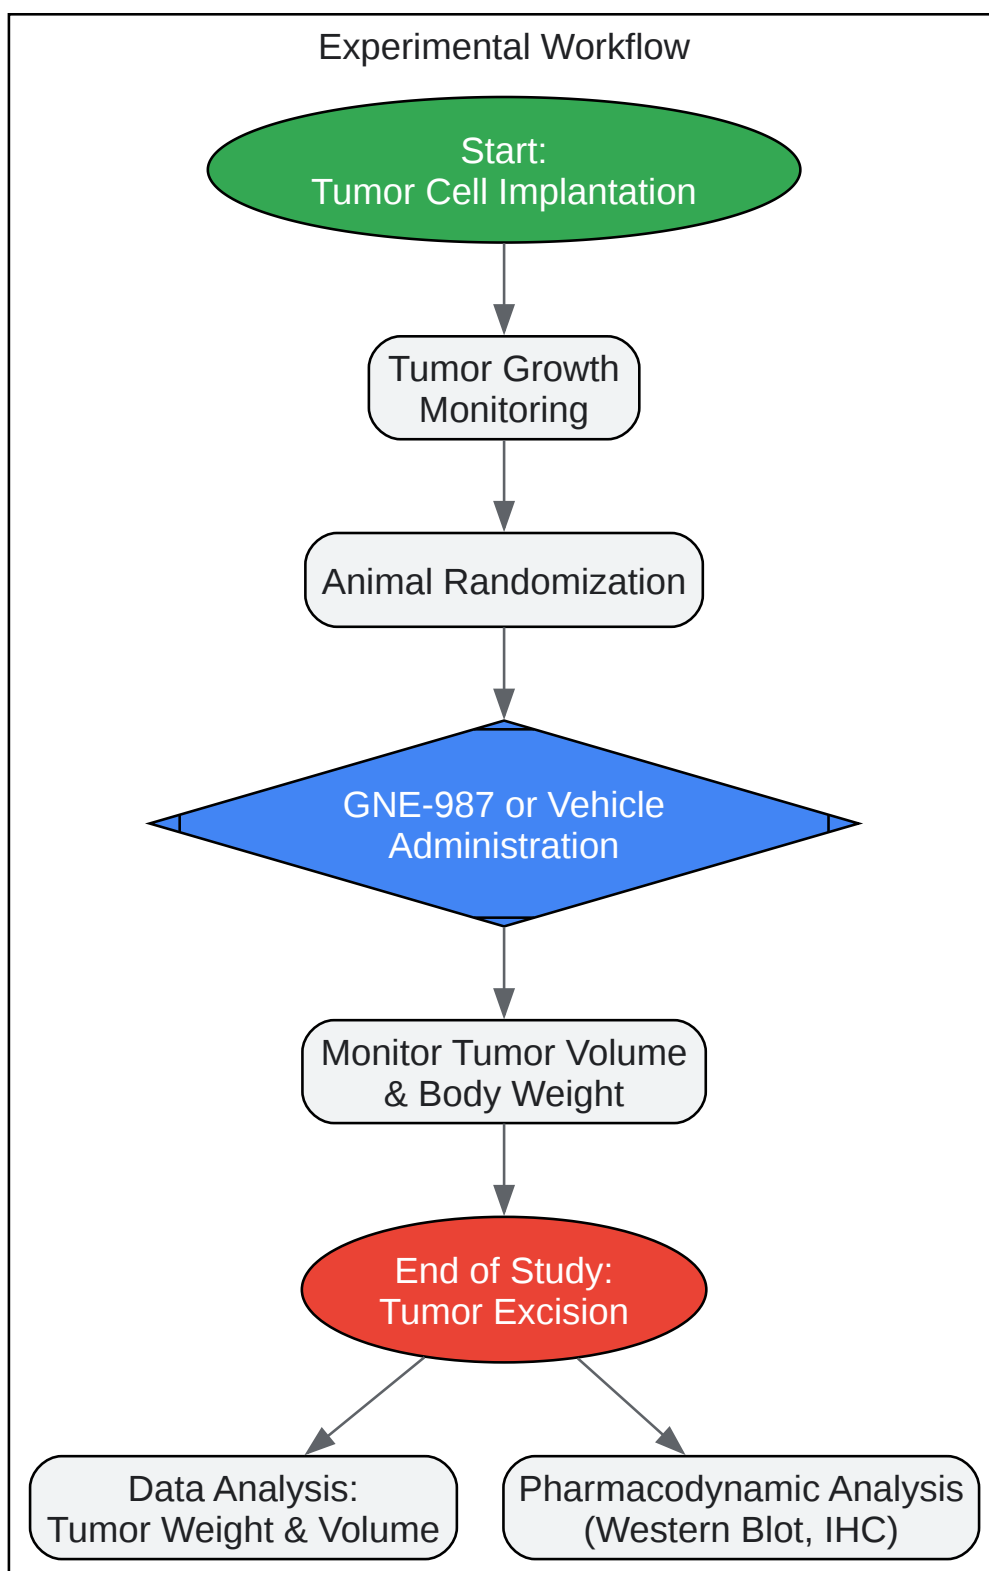 Experimental Workflow
Start:
Tumor Cell Implantation
Tumor Growth
Monitoring
Animal Randomization
GNE-987 or Vehicle
Administration
Monitor Tumor Volume
& Body Weight
End of Study:
Tumor Excision
Data Analysis:
Tumor Weight & Volume
Pharmacodynamic Analysis
(Western Blot, IHC)